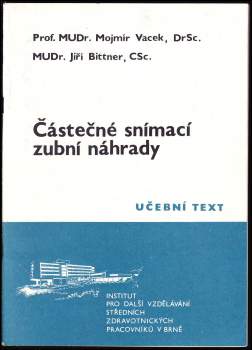 Prof. MUDr. Mojmír Vacek, DrSc.
MUDr. Jiří Bittner, CSc.
Částečné snímací
zubní náhrady
UČEBNÍ TEXT
INSTITUT
PRO DALŠÍ VZDĚLÁVÁNÍ
STŘEDNÍCH
ZDRAVOTNICKÝCH
PRACOVNÍKŮ V BRNĚ